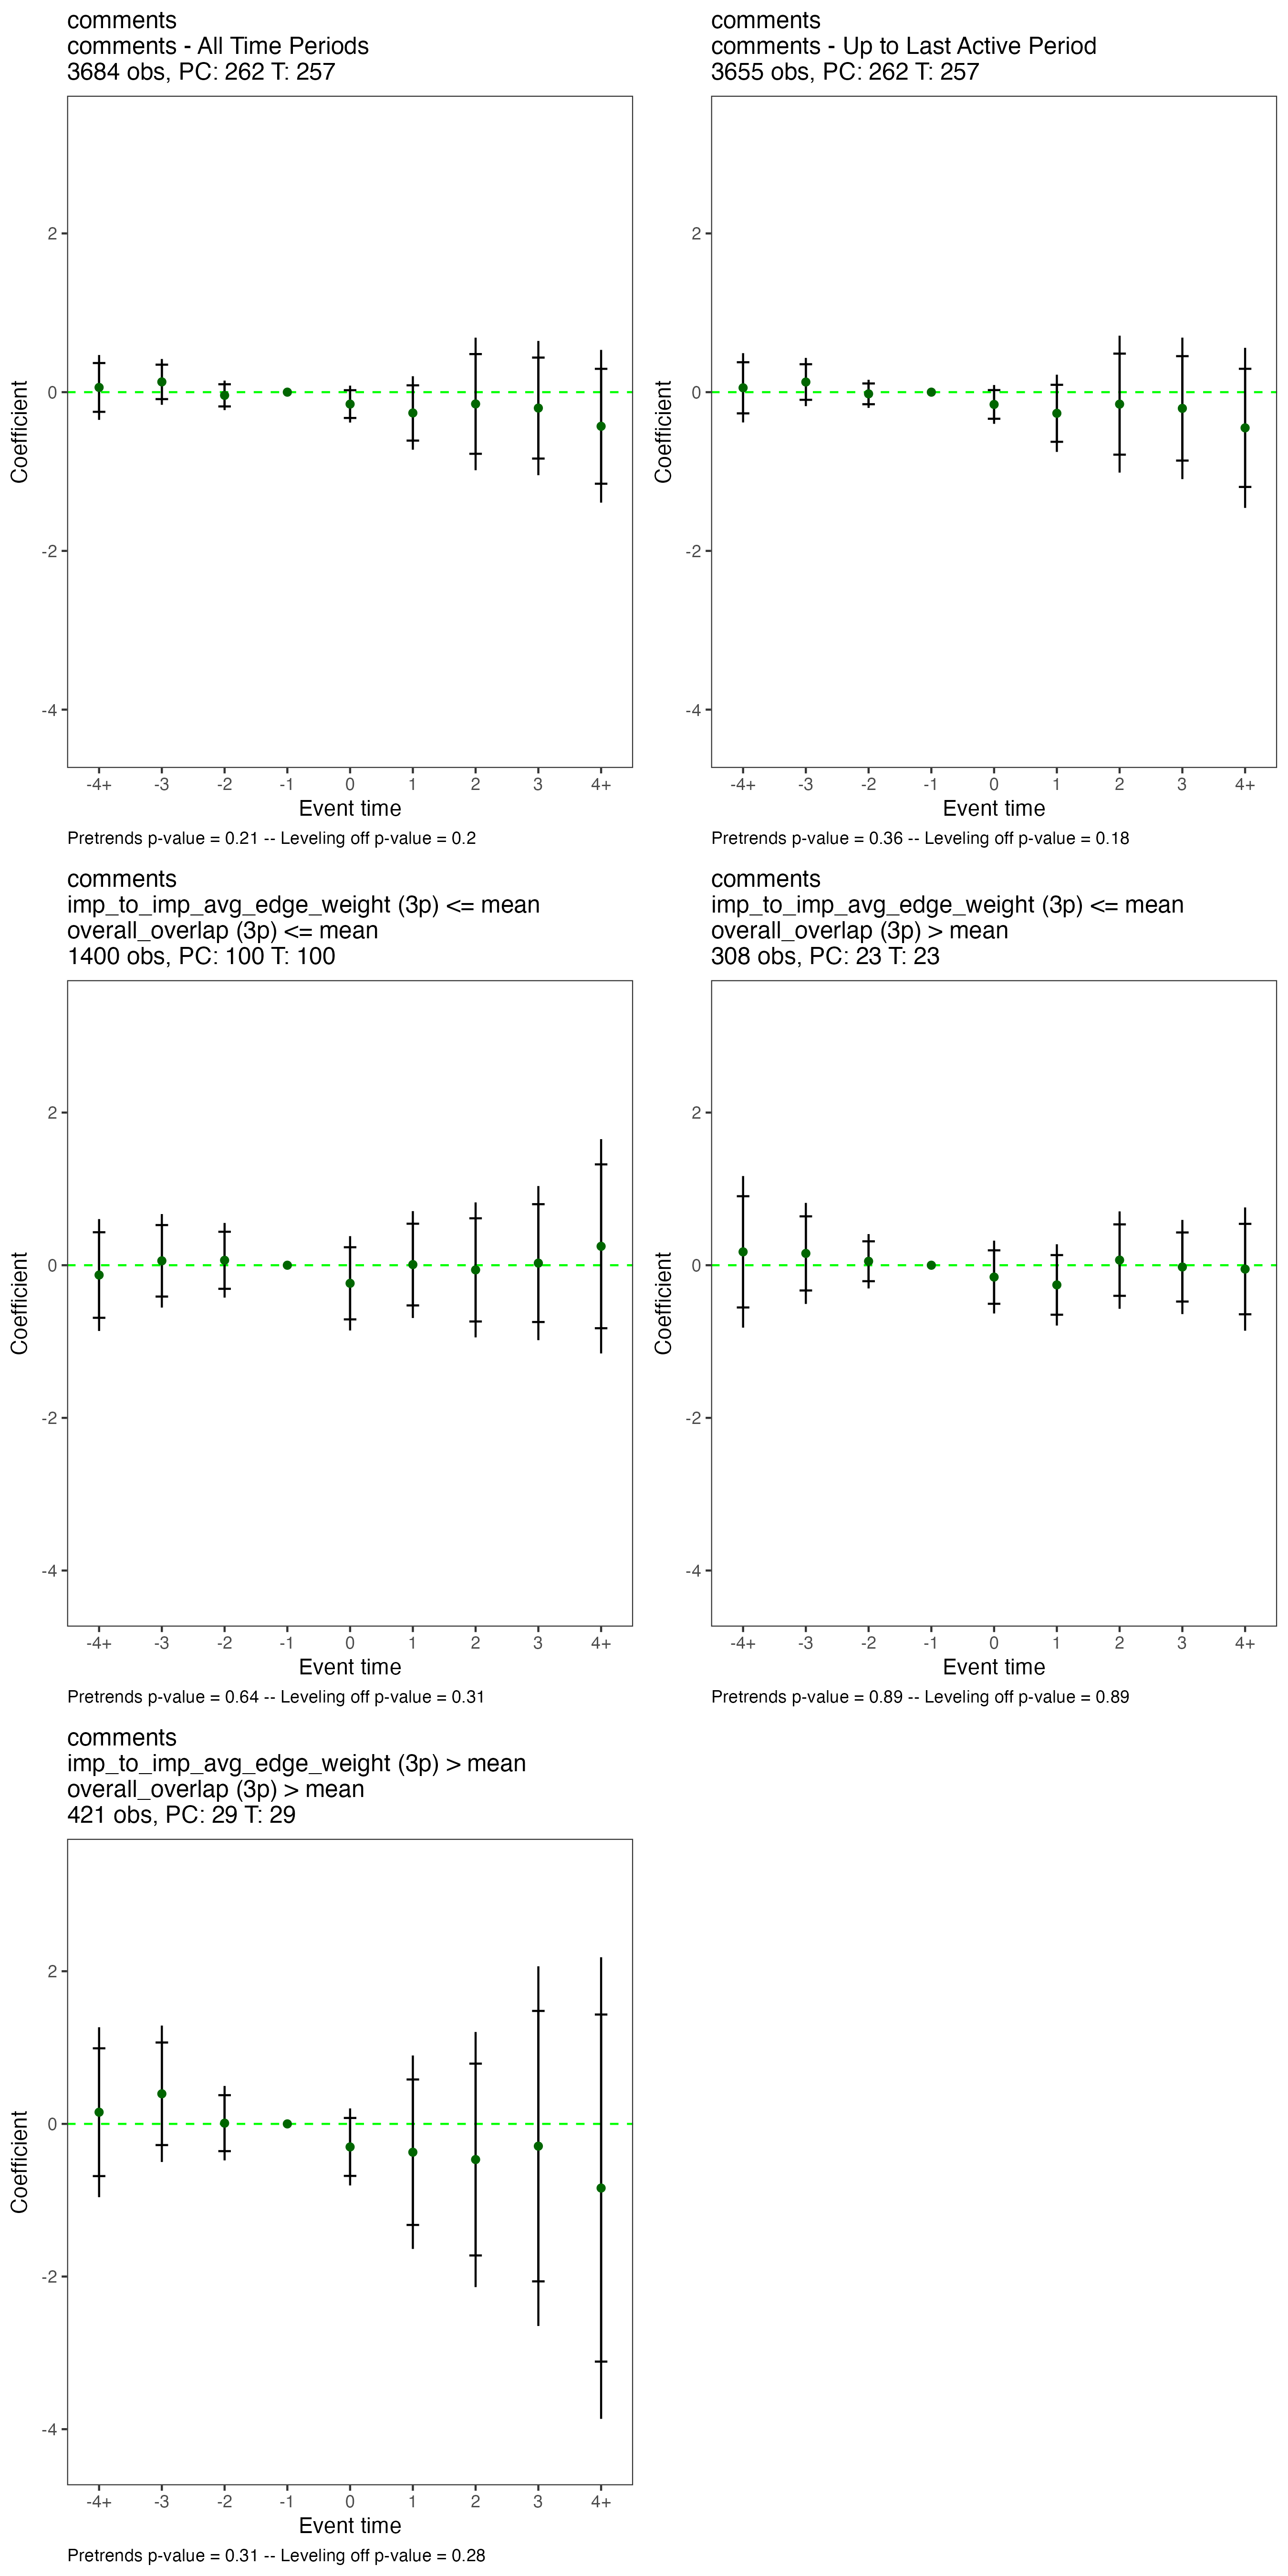 comments
comments - All Time Periods
3684 obs, PC: 262 T: 257
Coefficient
2
0
-2
-4
-4+ -3 -2 -1 0 1 2 3 4+
Event time
Pretrends p-value = 0.21 -- Leveling off p-value = 0.2
comments
comments - Up to Last Active Period
3655 obs, PC: 262 T: 257
Coefficient
2
0
-2
-4
-4+ -3 -2 -1 0 1 2 3 4+
Event time
Pretrends p-value = 0.36 -- Leveling off p-value = 0.18
comments
imp_to_imp_avg_edge_weight (3p) <= mean
overall_overlap (3p) <= mean
1400 obs, PC: 100 T: 100
Coefficient
2
0
-2
-4
-4+ -3 -2 -1 0 1 2 3 4+
Event time
Pretrends p-value = 0.64 -- Leveling off p-value = 0.31
comments
imp_to_imp_avg_edge_weight (3p) <= mean
overall_overlap (3p) > mean
308 obs, PC: 23 T: 23
Coefficient
2
0
-2
-4
-4+ -3 -2 -1 0 1 2 3 4+
Event time
Pretrends p-value = 0.89 -- Leveling off p-value = 0.89
comments
imp_to_imp_avg_edge_weight (3p) > mean
overall_overlap (3p) > mean
421 obs, PC: 29 T: 29
Coefficient
2
0
-2
-4
-4+ -3 -2 -1 0 1 2 3 4+
Event time
Pretrends p-value = 0.31 -- Leveling off p-value = 0.28